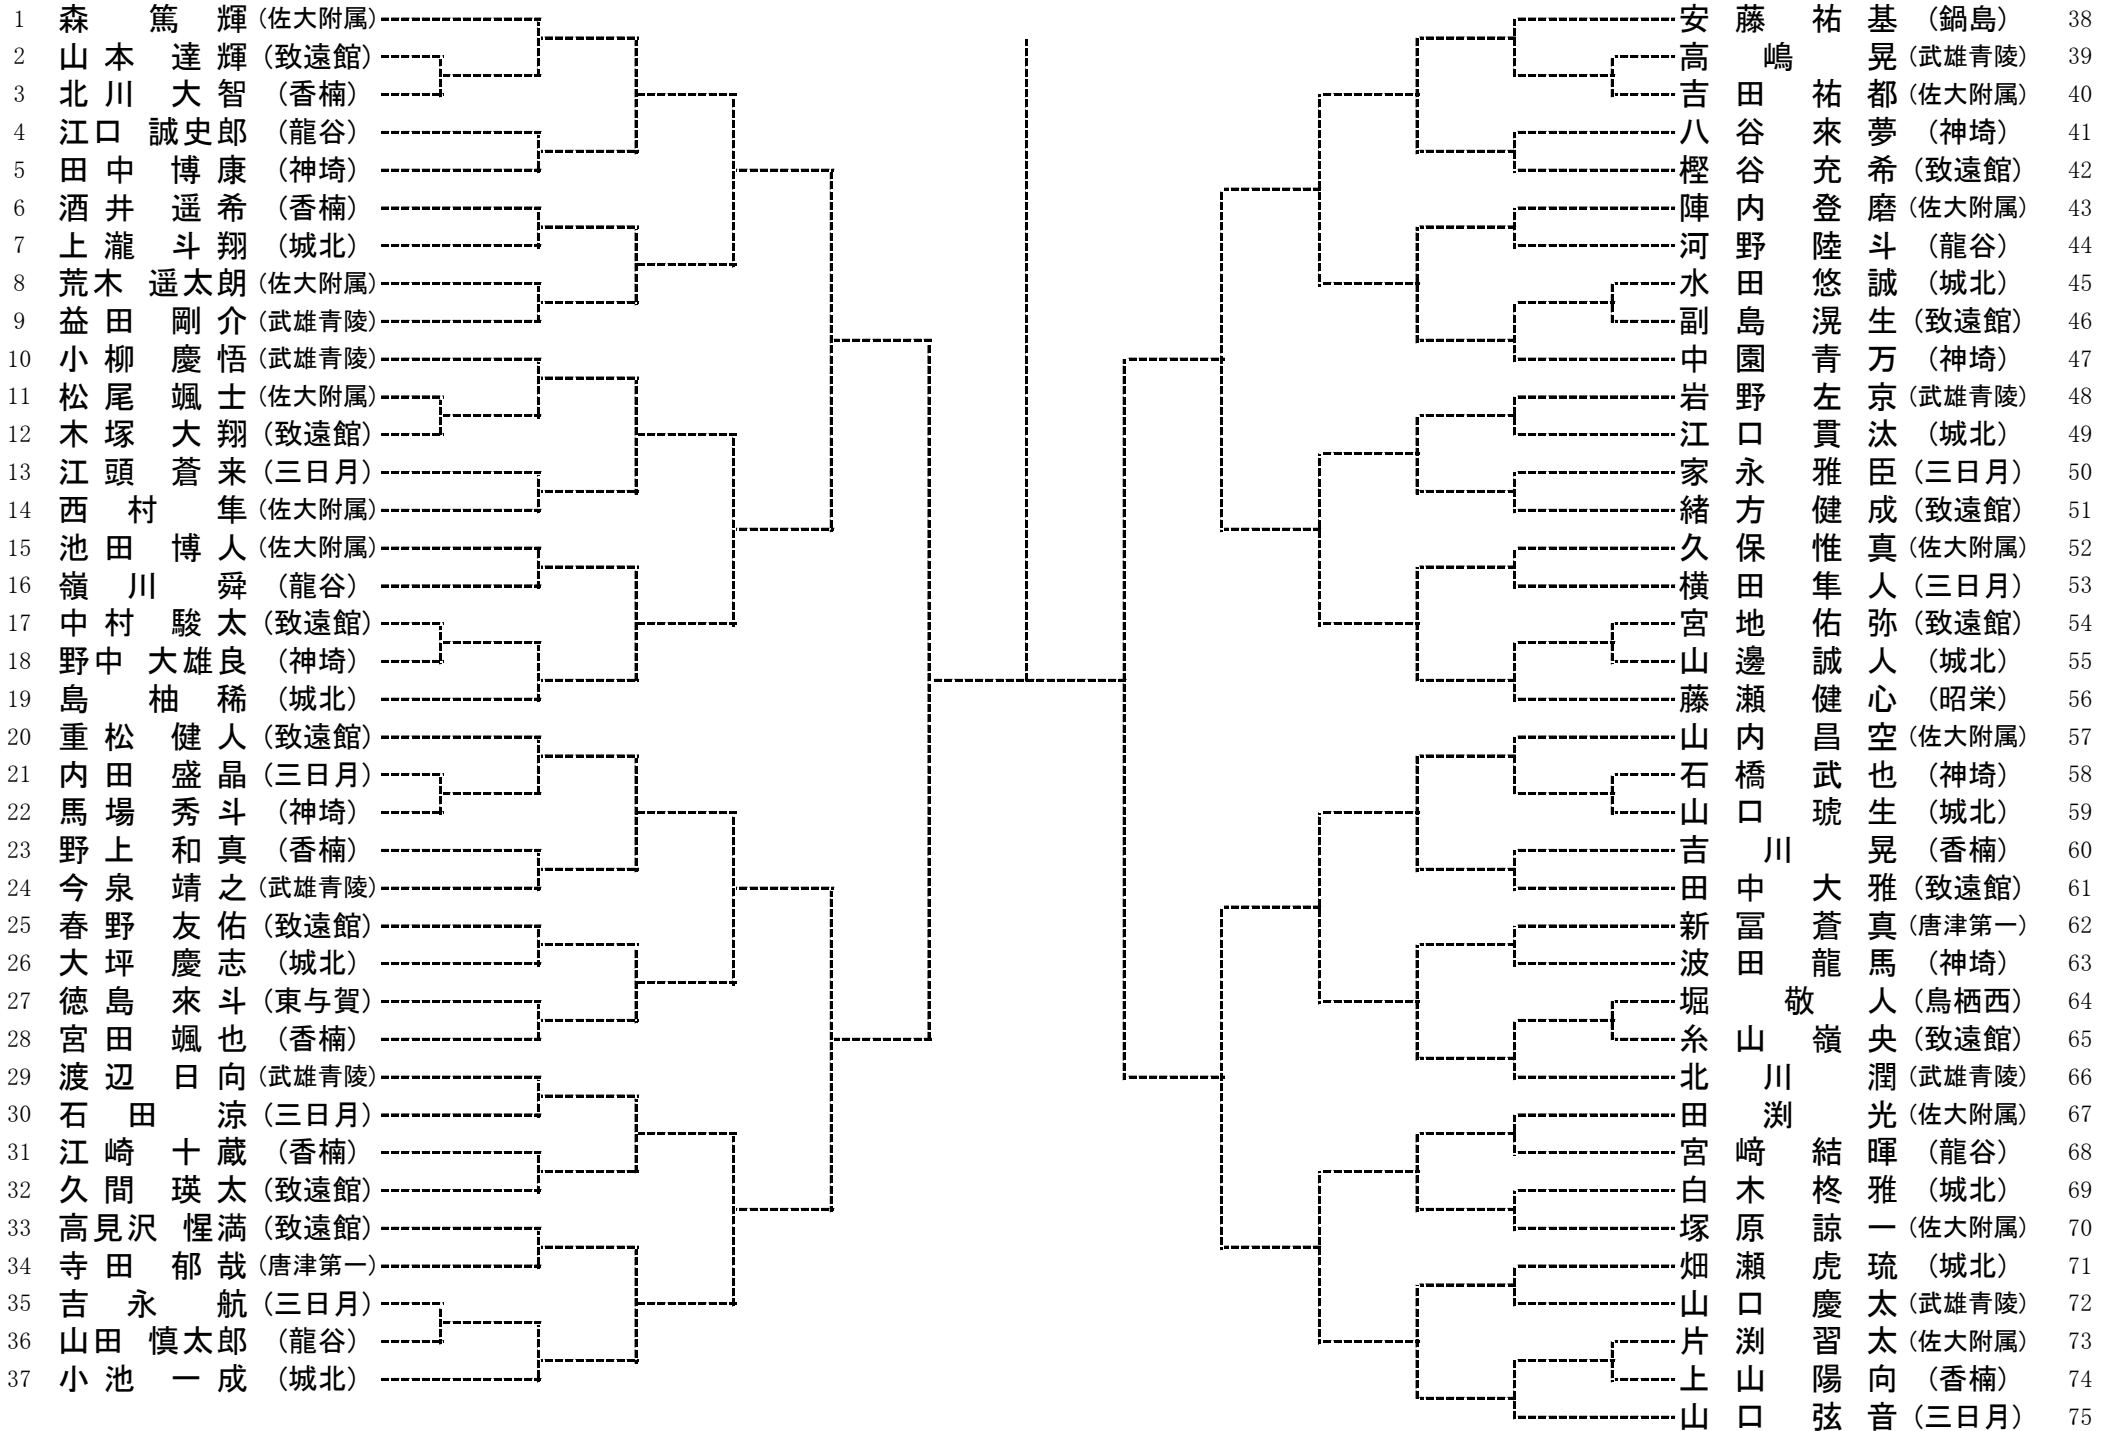 1 森 篤 輝 (佐大附属)
2 山 本 達 輝 (致遠館)
3 北 川 大 智 (香楠)
4 江口 誠史郎 (龍谷)
5 田 中 博 康 (神埼)
6 酒 井 遥 希 (香楠)
7 上 瀧 斗 翔 (城北)
8 荒木 遥太朗 (佐大附属)
9 益 田 剛 介 (武雄青陵)
10 小 柳 慶 悟 (武雄青陵)
11 松 尾 颯 士 (佐大附属)
12 木 塚 大 翔 (致遠館)
13 江 頭 蒼 来 (三日月)
14 西 村 隼 (佐大附属)
15 池 田 博 人 (佐大附属)
16 嶺 川 舜 (龍谷)
17 中 村 駿 太 (致遠館)
18 野中 大雄良 (神埼)
19 島 柚 稀 (城北)
20 重 松 健 人 (致遠館)
21 内 田 盛 晶 (三日月)
22 馬 場 秀 斗 (神埼)
23 野 上 和 真 (香楠)
24 今 泉 靖 之 (武雄青陵)
25 春 野 友 佑 (致遠館)
26 大 坪 慶 志 (城北)
27 徳 島 來 斗 (東与賀)
28 宮 田 颯 也 (香楠)
29 渡 辺 日 向 (武雄青陵)
30 石 田 涼 (三日月)
31 江 崎 十 蔵 (香楠)
32 久 間 瑛 太 (致遠館)
33 高見沢 惺満 (致遠館)
34 寺 田 郁 哉 (唐津第一)
35 吉 永 航 (三日月)
36 山田 慎太郎 (龍谷)
37 小 池 一 成 (城北)
安 藤 祐 基 (鍋島) 38
高 嶋 晃 (武雄青陵) 39
吉 田 祐 都 (佐大附属) 40
八 谷 來 夢 (神埼) 41
樫 谷 充 希 (致遠館) 42
陣 内 登 磨 (佐大附属) 43
河 野 陸 斗 (龍谷) 44
水 田 悠 誠 (城北) 45
副 島 滉 生 (致遠館) 46
中 園 青 万 (神埼) 47
岩 野 左 京 (武雄青陵) 48
江 口 貫 汰 (城北) 49
家 永 雅 臣 (三日月) 50
緒 方 健 成 (致遠館) 51
久 保 惟 真 (佐大附属) 52
横 田 隼 人 (三日月) 53
宮 地 佑 弥 (致遠館) 54
山 邊 誠 人 (城北) 55
藤 瀬 健 心 (昭栄) 56
山 内 昌 空 (佐大附属) 57
石 橋 武 也 (神埼) 58
山 口 琥 生 (城北) 59
吉 川 晃 (香楠) 60
田 中 大 雅 (致遠館) 61
新 冨 蒼 真 (唐津第一) 62
波 田 龍 馬 (神埼) 63
堀 敬 人 (鳥栖西) 64
糸 山 嶺 央 (致遠館) 65
北 川 潤 (武雄青陵) 66
田 渕 光 (佐大附属) 67
宮 﨑 結 暉 (龍谷) 68
白 木 柊 雅 (城北) 69
塚 原 諒 一 (佐大附属) 70
畑 瀬 虎 琉 (城北) 71
山 口 慶 太 (武雄青陵) 72
片 渕 習 太 (佐大附属) 73
上 山 陽 向 (香楠) 74
山 口 弦 音 (三日月) 75